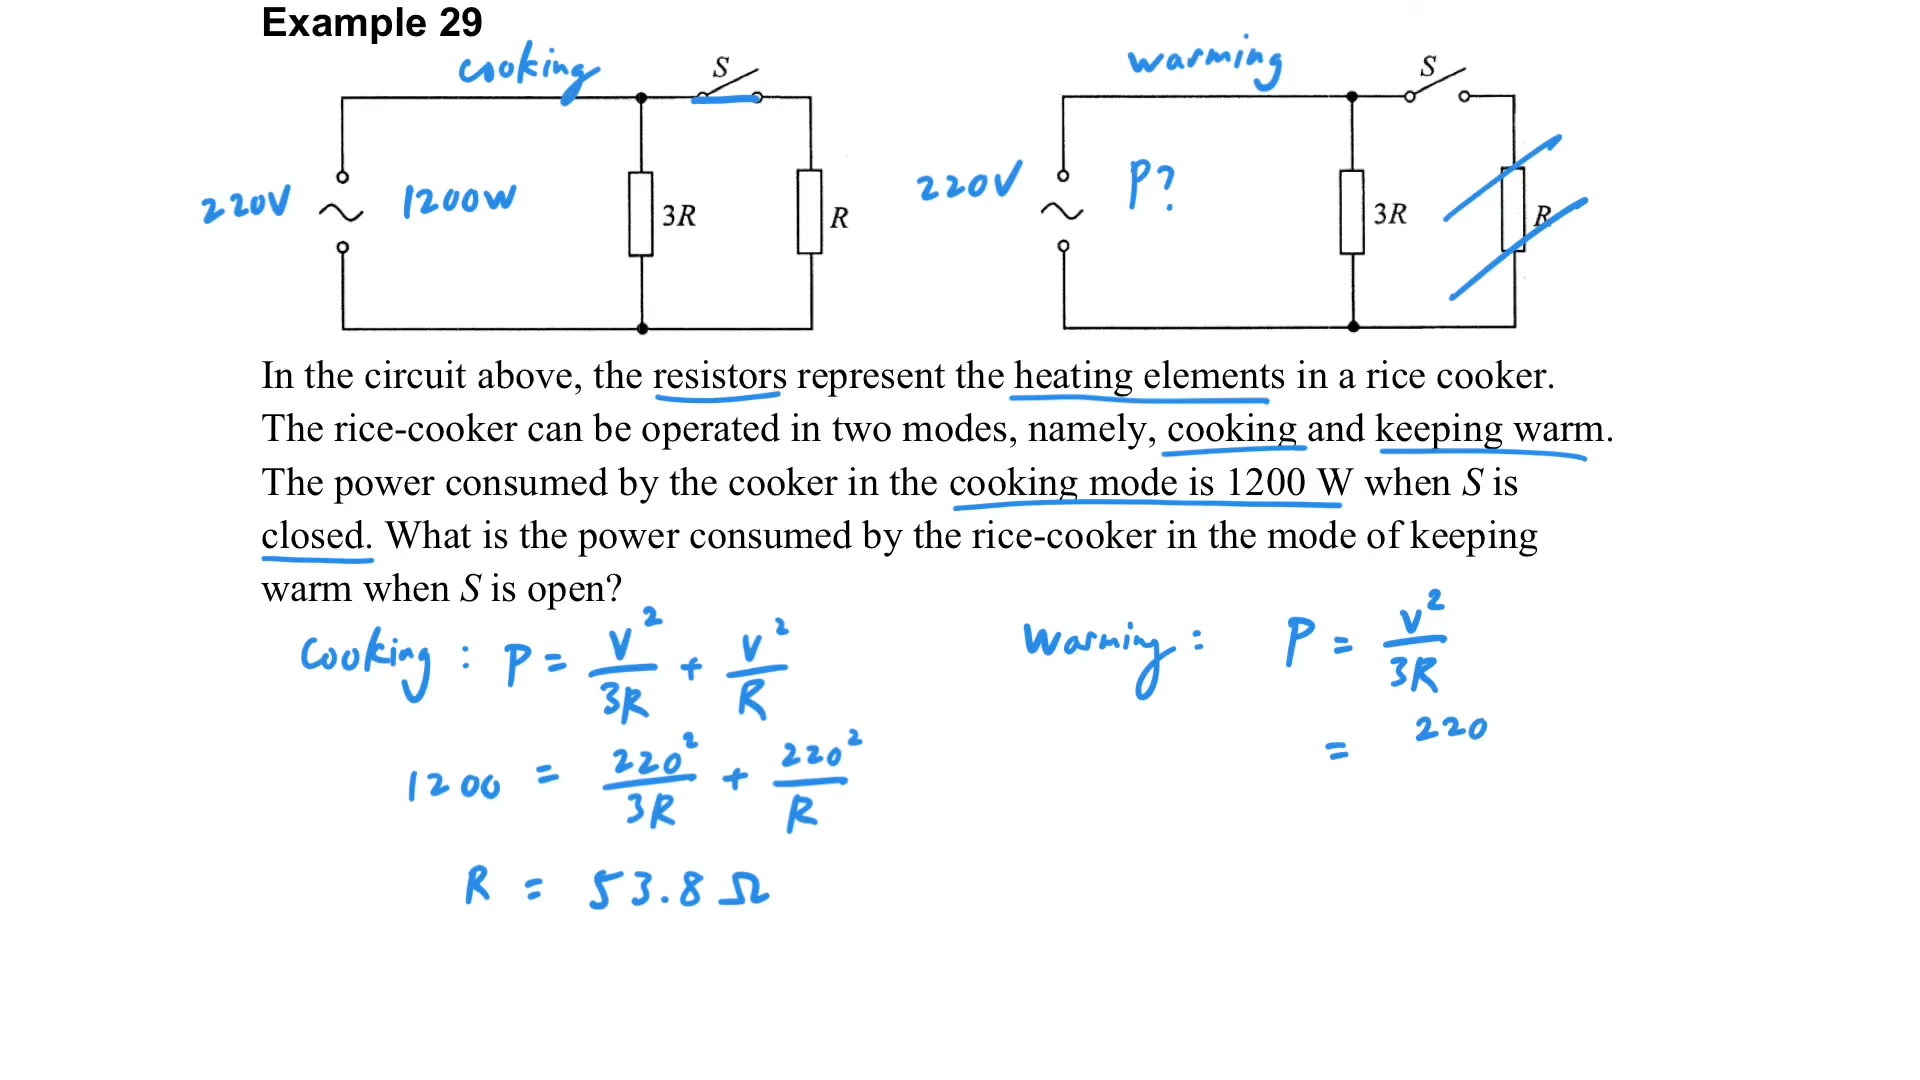 Example 29
cooking
S
warming
S
220V
1200W
3R
R
220V
P?
3R
R
In the circuit above, the resistors represent the heating elements in a rice cooker.
The rice-cooker can be operated in two modes, namely, cooking and keeping warm.
The power consumed by the cooker in the cooking mode is 1200 W when S is
closed. What is the power consumed by the rice-cooker in the mode of keeping
warm when S is open?
Cooking : P = V²/3R + V²/R
1200 = 220²/3R + 220²/R
R = 53.8 Ω
Warming : P = V²/3R
= 220